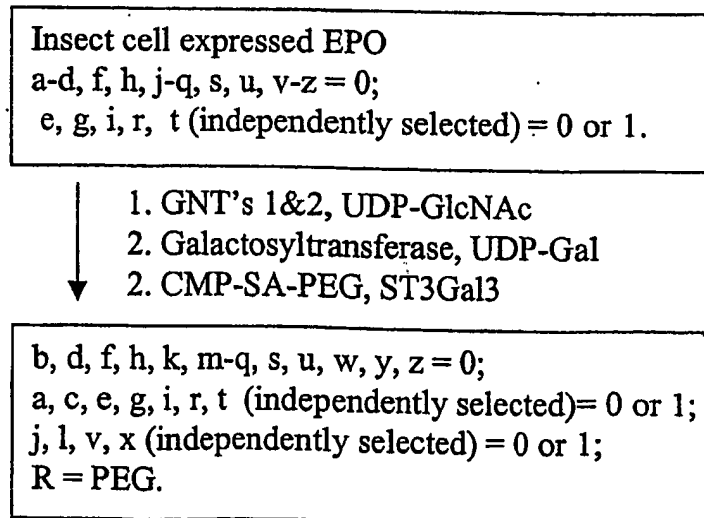 Insect cell expressed EPO
a-d, f, h, j-q, s, u, v-z = 0;
e, g, i, r, t (independently selected) = 0 or 1.
1. GNT's 1&2, UDP-GlcNAc
2. Galactosyltransferase, UDP-Gal
2. CMP-SA-PEG, ST3Gal3
b, d, f, h, k, m-q, s, u, w, y, z = 0;
a, c, e, g, i, r, t (independently selected)= 0 or 1;
j, l, v, x (independently selected) = 0 or 1;
R = PEG.